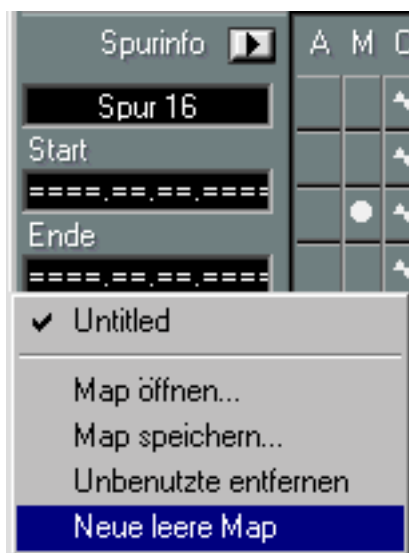 Spurinfo A M
Spur 16
Start
====.==.==.====
Ende
====.==.==.====
✔ Untitled
Map öffnen...
Map speichern...
Unbenutzte entfernen
Neue leere Map